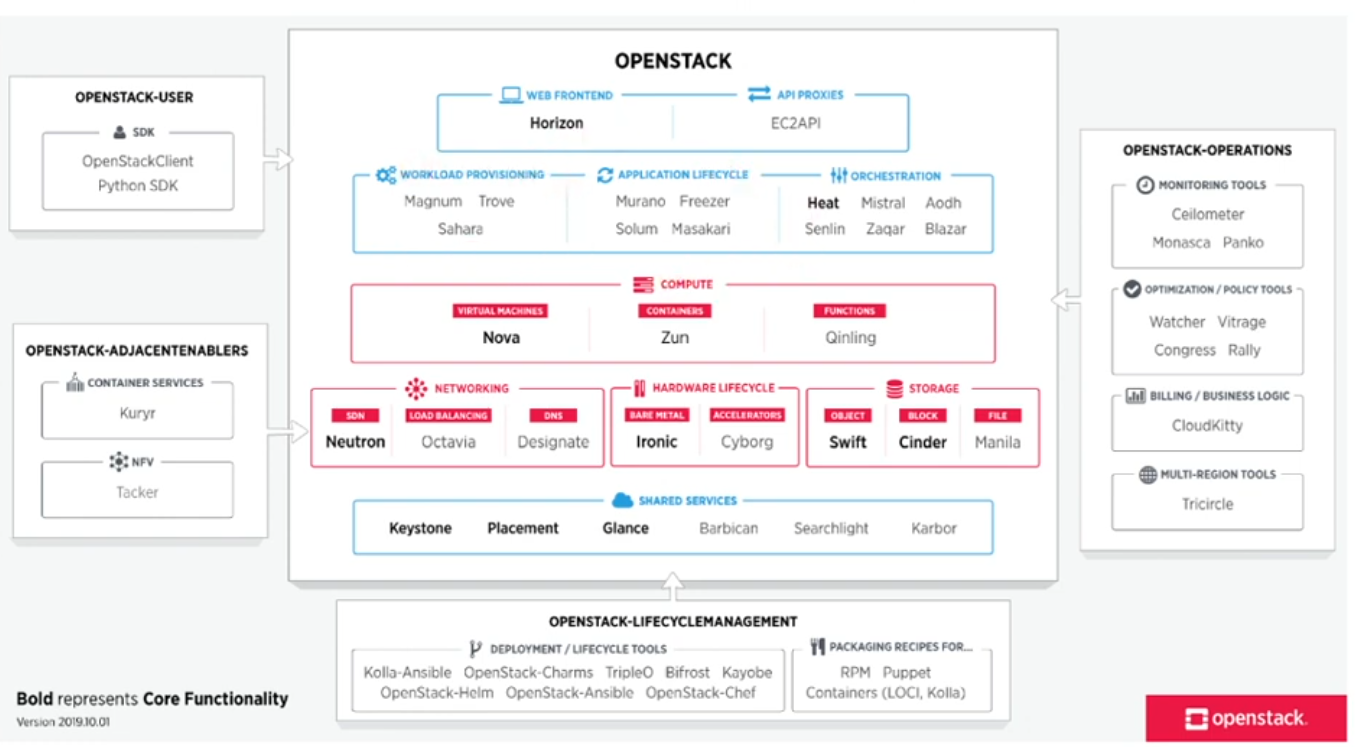 OPENSTACK
WEB FRONTEND API PROXIES
Horizon EC2API
WORKLOAD PROVISIONING APPLICATION LIFECYCLE ORCHESTRATION
Magnum Trove Murano Freezer Heat Mistral Aodh
Sahara Solum Masakari Senlin Zaqar Blazar
COMPUTE
VIRTUAL MACHINES CONTAINERS FUNCTIONS
Nova Zun Qinling
NETWORKING
SDN LOAD BALANCING DNS
Neutron Octavia Designate
HARDWARE LIFECYCLE
BARE METAL ACCELERATORS
Ironic Cyborg
STORAGE
OBJECT BLOCK FILE
Swift Cinder Manila
SHARED SERVICES
Keystone Placement Glance Barbican Searchlight Karbor
OPENSTACK-USER
SDK
OpenStackClient
Python SDK
OPENSTACK-ADJACENTENABLERS
CONTAINER SERVICES
Kuryr
NFV
Tacker
OPENSTACK-OPERATIONS
MONITORING TOOLS
Ceilometer
Monasca Panko
OPTIMIZATION / POLICY TOOLS
Watcher Vitrage
Congress Rally
BILLING / BUSINESS LOGIC
CloudKitty
MULTI-REGION TOOLS
Tricircle
OPENSTACK-LIFECYCLEMANAGEMENT
DEPLOYMENT / LIFECYCLE TOOLS
Kolla-Ansible OpenStack-Charms TripleO Bifrost Kayobe
OpenStack-Helm OpenStack-Ansible OpenStack-Chef
PACKAGING RECIPES FOR...
RPM Puppet
Containers (LOCI, Kolla)
Bold represents Core Functionality
Version 2019.10.01
openstack.